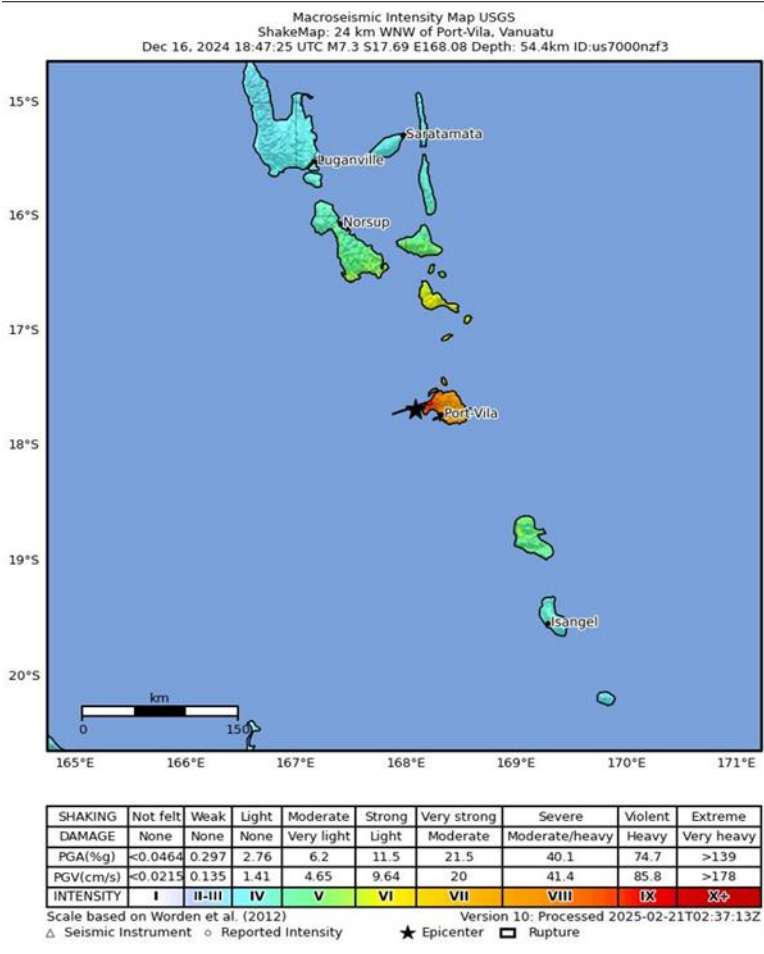 Macroseismic Intensity Map USGS
ShakeMap: 24 km WNW of Port-Vila, Vanuatu
Dec 16, 2024 18:47:25 UTC M7.3 S17.69 E168.08 Depth: 54.4km ID:us7000nzf3
15°S
Saratamata
Luganville
16°S
Norsup
17°S
Port-Vila
18°S
19°S
Isangel
20°S
km
0 150
165°E 166°E 167°E 168°E 169°E 170°E 171°E
SHAKING Not felt Weak Light Moderate Strong Very strong Severe Violent Extreme
DAMAGE None None None Very light Light Moderate Moderate/heavy Heavy Very heavy
PGA(%g) <0.0464 0.297 2.76 6.2 11.5 21.5 40.1 74.7 >139
PGV(cm/s) <0.0215 0.135 1.41 4.65 9.64 20 41.4 85.8 >178
INTENSITY I II-III IV V VI VII VIII IX X+
Scale based on Worden et al. (2012) Version 10: Processed 2025-02-21T02:37:13Z
△ Seismic Instrument ○ Reported Intensity ★ Epicenter Rupture